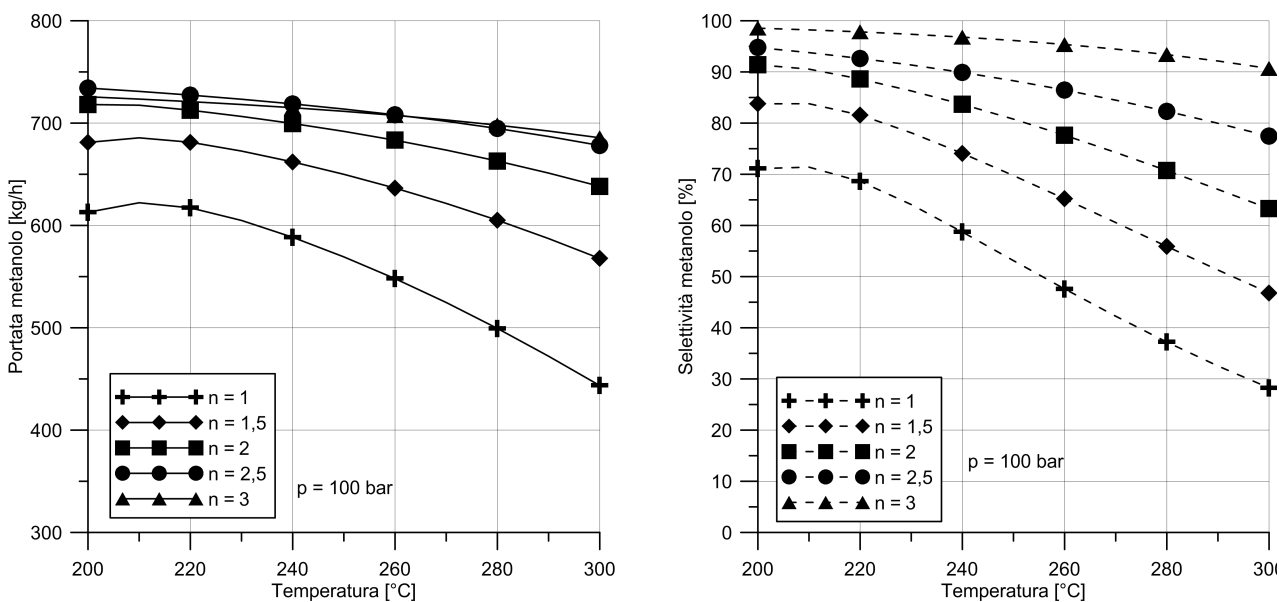 800
700
600
500
400
300
Portata metanolo [kg/h]
n = 1
n = 1,5
n = 2
n = 2,5
n = 3
p = 100 bar
200 220 240 260 280 300
Temperatura [°C]
100
90
80
70
60
50
40
30
20
10
0
Selettività metanolo [%]
n = 1
n = 1,5
n = 2
n = 2,5
n = 3
p = 100 bar
200 220 240 260 280 300
Temperatura [°C]